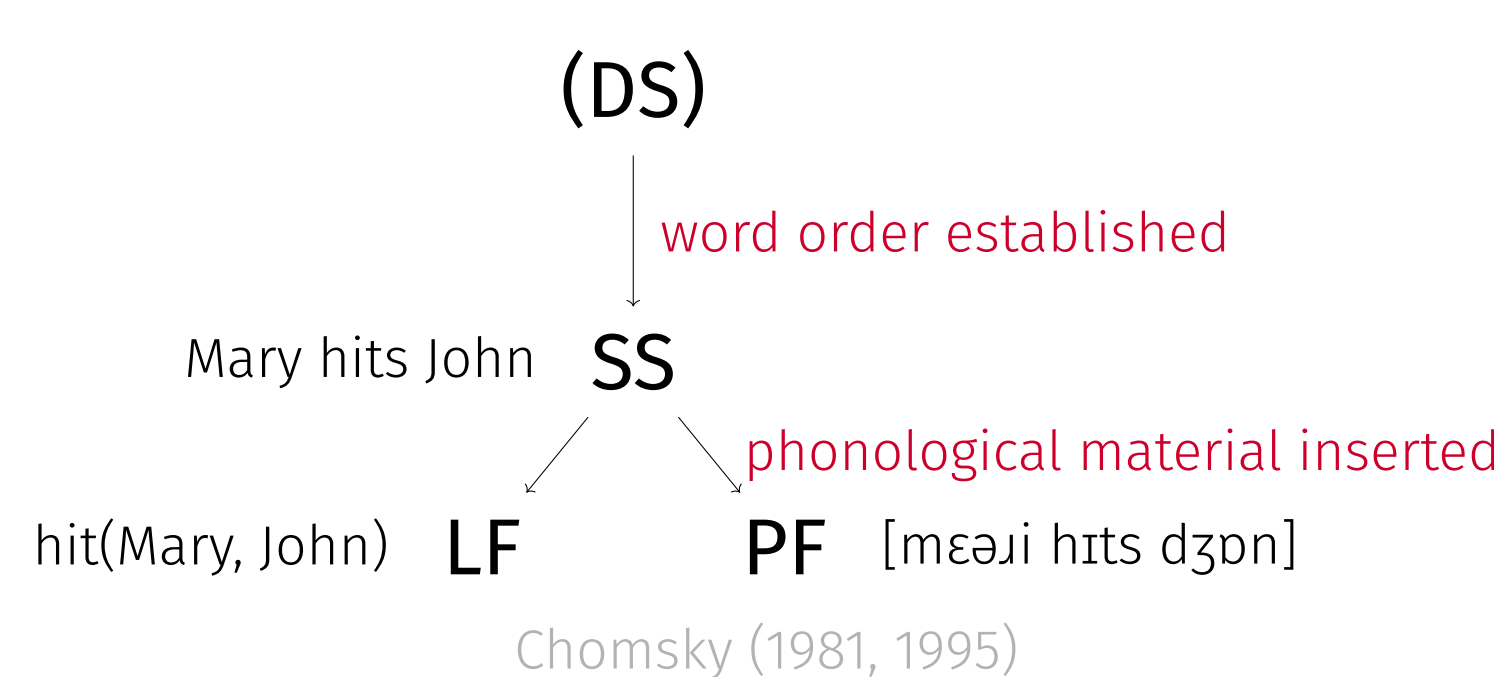 (DS)
word order established
Mary hits John SS
phonological material inserted
hit(Mary, John) LF PF [mɛəɹi hɪts dʒɒn]
Chomsky (1981, 1995)